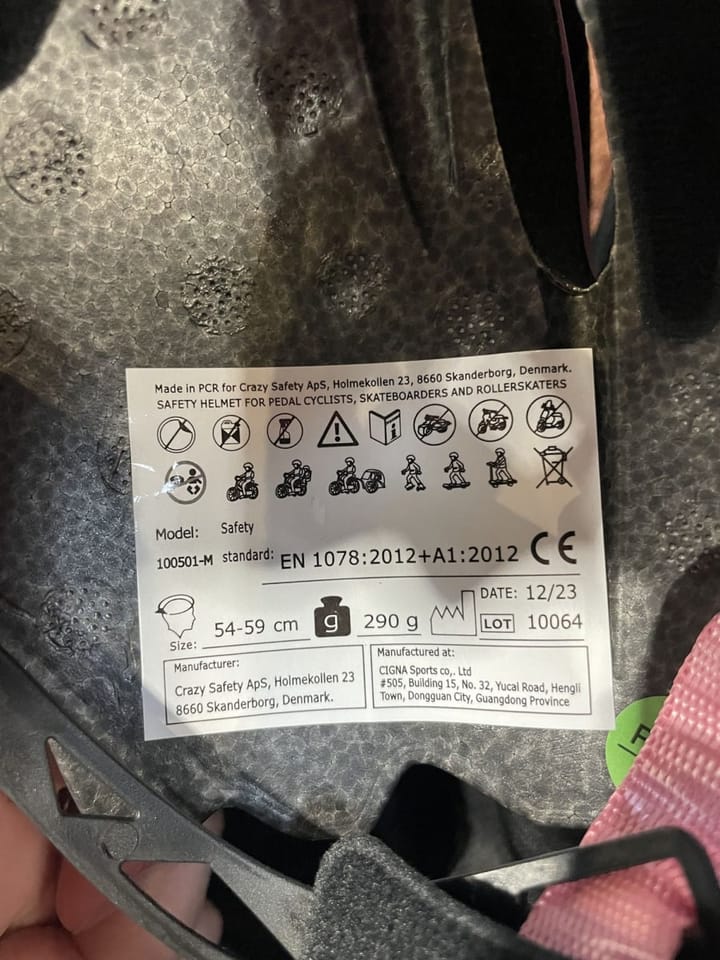 Made in PCR for Crazy Safety ApS, Holmekollen 23, 8660 Skanderborg, Denmark.
SAFETY HELMET FOR PEDAL CYCLISTS, SKATEBOARDERS AND ROLLERSKATERS
Model: Safety
100501-M standard: EN 1078:2012+A1:2012 CE
g
DATE: 12/23
Size: 54-59 cm 290 g LOT 10064
Manufacturer:
Crazy Safety ApS, Holmekollen 23
8660 Skanderborg, Denmark.
Manufactured at:
CIGNA Sports co,. Ltd
#505, Building 15, No. 32, Yucai Road, Hengli
Town, Dongguan City, Guangdong Province